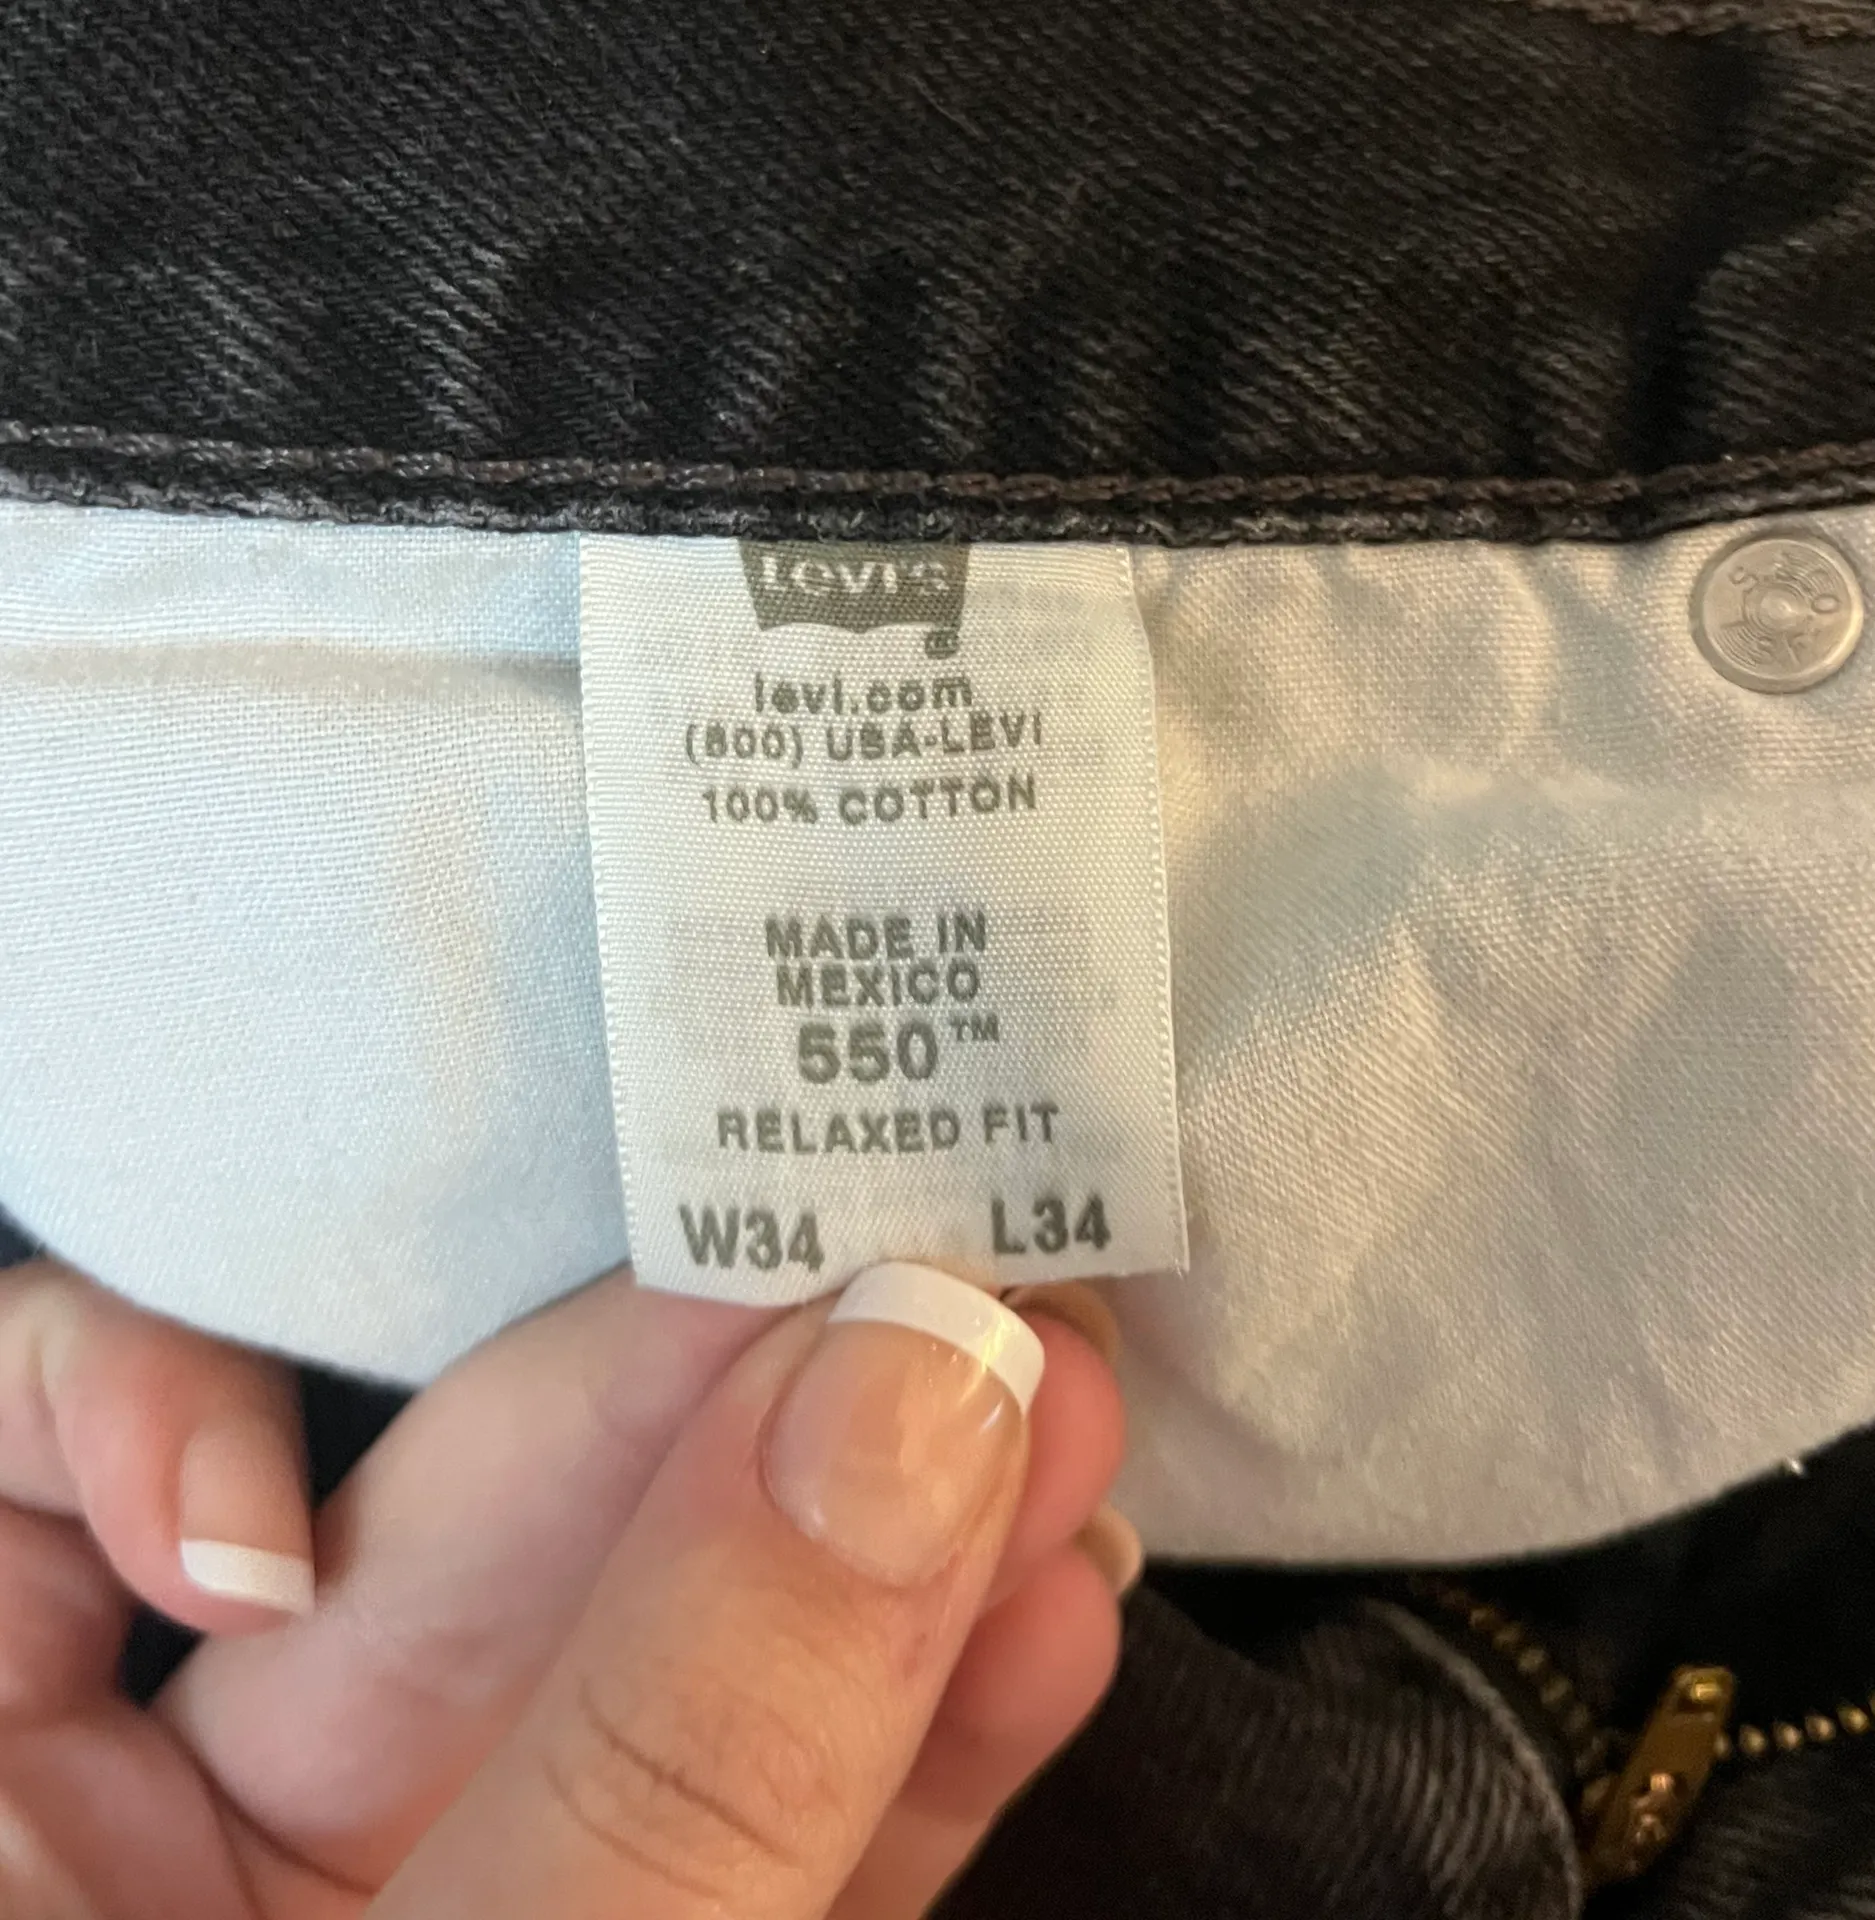 Levi's
®
levi.com
(800) USA-LEVI
100% COTTON
MADE IN
MEXICO
550™
RELAXED FIT
W34 L34